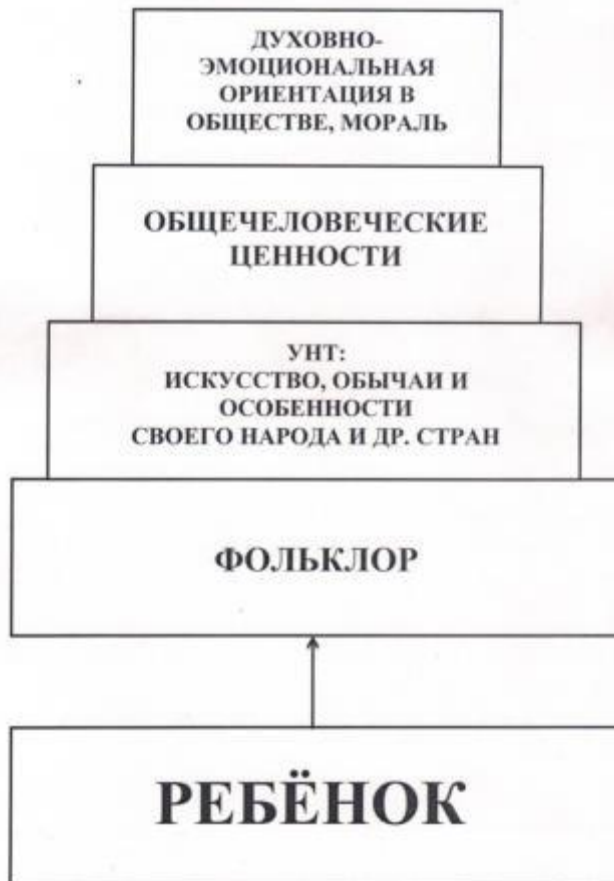 ДУХОВНО-
ЭМОЦИОНАЛЬНАЯ
ОРИЕНТАЦИЯ В
ОБЩЕСТВЕ, МОРАЛЬ
ОБЩЕЧЕЛОВЕЧЕСКИЕ
ЦЕННОСТИ
УНТ:
ИСКУССТВО, ОБЫЧАИ И
ОСОБЕННОСТИ
СВОЕГО НАРОДА И ДР. СТРАН
ФОЛЬКЛОР
РЕБЁНОК